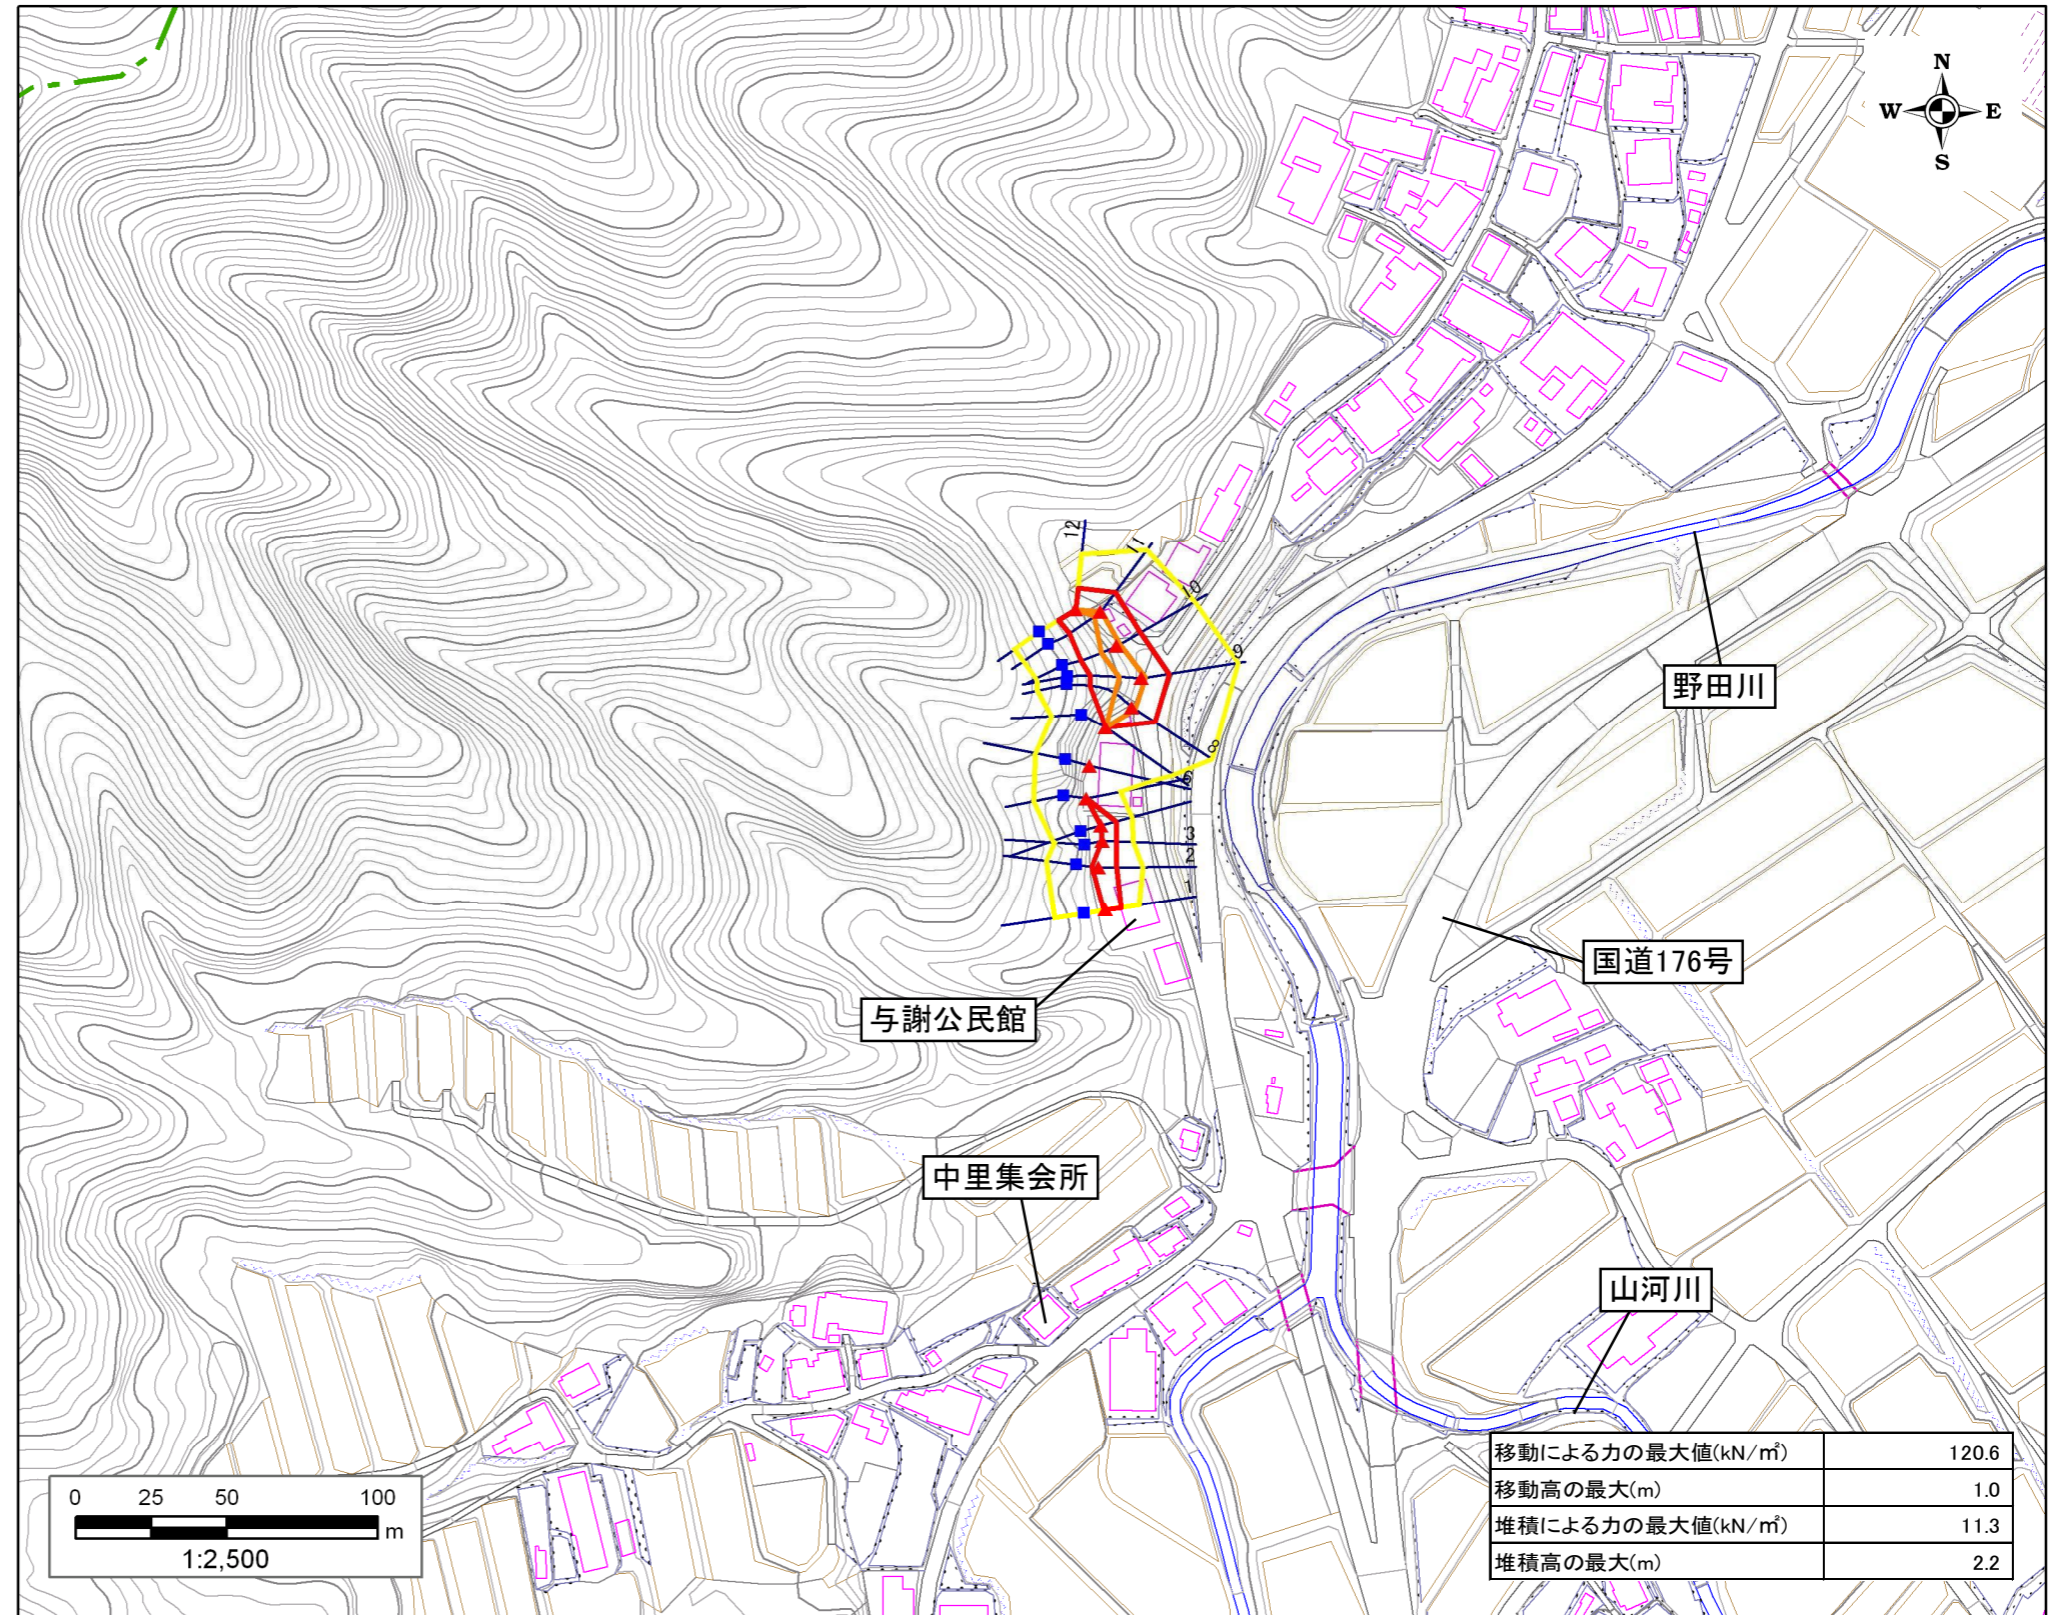 N
W E
S
12
11
10
9
8
6
3
2
1
野田川
国道176号
与謝公民館
中里集会所
山河川
移動による力の最大値(kN/㎡) 120.6
移動高の最大(m) 1.0
堆積による力の最大値(kN/㎡) 11.3
堆積高の最大(m) 2.2
0 25 50 100
m
1:2,500